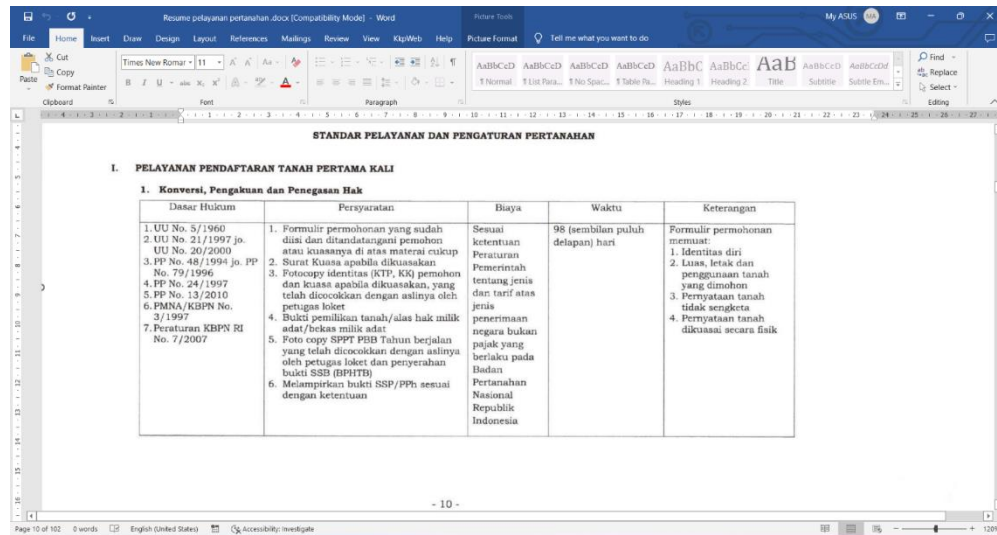 Resume pelayanan pertanahan .docx [Compatibility Mode] - Word
Picture Tools
My ASUS
MA
File Home Insert Draw Design Layout References Mailings Review View KkpWeb Help Picture Format Tell me what you want to do
Paste
Cut
Copy
Format Painter
Clipboard
Times New Romar 11
Font
Paragraph
AaBbCcD AaBbCcD AaBbCcD AaBbCcD AaBbC AaBbCc AaB AaBbCcD AaBbCcDd
¶ Normal ¶ List Para... ¶ No Spac... ¶ Table Pa... Heading 1 Heading 2 Title Subtitle Subtle Em...
Styles
Find
Replace
Select
Editing
STANDAR PELAYANAN DAN PENGATURAN PERTANAHAN
I. PELAYANAN PENDAFTARAN TANAH PERTAMA KALI
1. Konversi, Pengakuan dan Penegasan Hak
Dasar Hukum
1. UU No. 5/1960
2. UU No. 21/1997 jo.
UU No. 20/2000
3. PP No. 48/1994 jo. PP
No. 79/1996
4. PP No. 24/1997
5. PP No. 13/2010
6. PMNA/KBPN No.
3/1997
7. Peraturan KBPN RI
No. 7/2007
Persyaratan
1. Formulir permohonan yang sudah
diisi dan ditandatangani pemohon
atau kuasanya di atas materai cukup
2. Surat Kuasa apabila dikuasakan
3. Fotocopy identitas (KTP, KK) pemohon
dan kuasa apabila dikuasakan, yang
telah dicocokkan dengan aslinya oleh
petugas loket
4. Bukti pemilikan tanah/alas hak milik
adat/bekas milik adat
5. Foto copy SPPT PBB Tahun berjalan
yang telah dicocokkan dengan aslinya
oleh petugas loket dan penyerahan
bukti SSB (BPHTB)
6. Melampirkan bukti SSP/PPh sesuai
dengan ketentuan
Biaya
Sesuai
ketentuan
Peraturan
Pemerintah
tentang jenis
dan tarif atas
jenis
penerimaan
negara bukan
pajak yang
berlaku pada
Badan
Pertanahan
Nasional
Republik
Indonesia
Waktu
98 (sembilan puluh
delapan) hari
Keterangan
Formulir permohonan
memuat:
1. Identitas diri
2. Luas, letak dan
penggunaan tanah
yang dimohon
3. Pernyataan tanah
tidak sengketa
4. Pernyataan tanah
dikuasai secara fisik
- 10 -
Page 10 of 102 0 words English (United States) Accessibility: Investigate